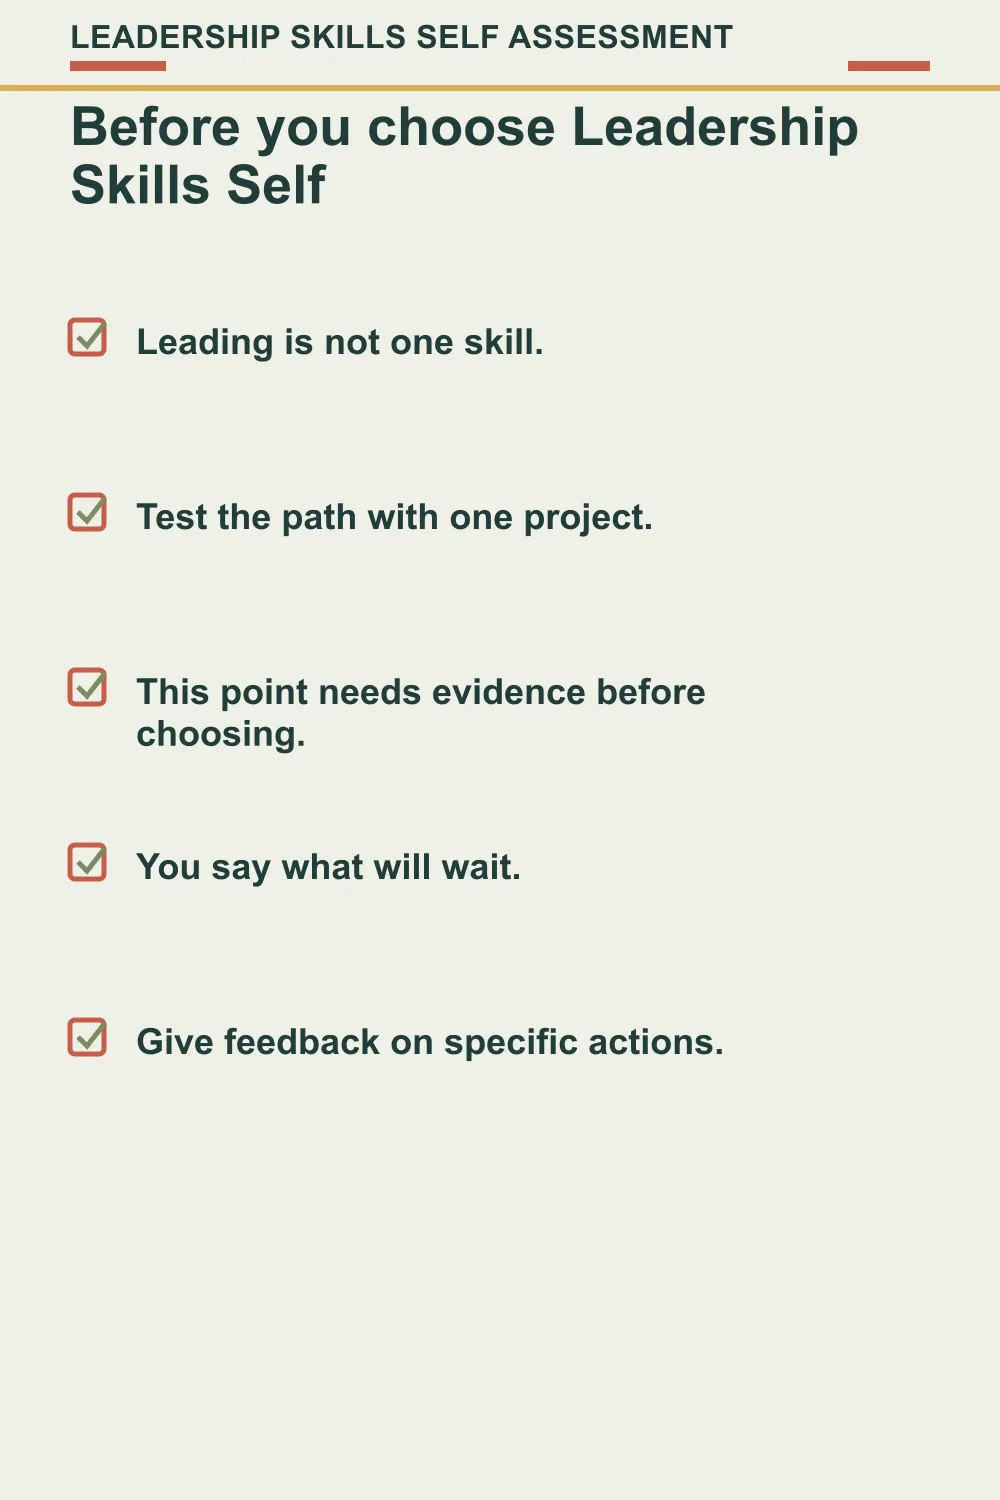 LEADERSHIP SKILLS SELF ASSESSMENT
Before you choose Leadership
Skills Self
Leading is not one skill.
Test the path with one project.
This point needs evidence before
choosing.
You say what will wait.
Give feedback on specific actions.